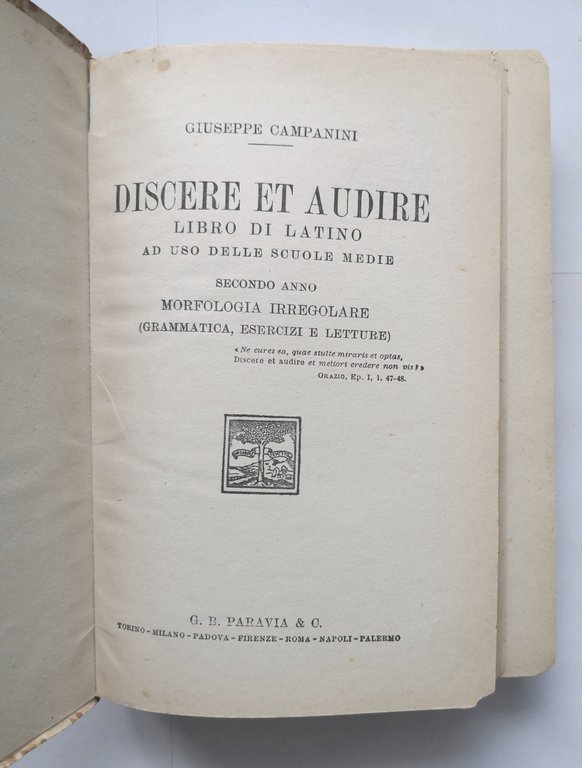 GIUSEPPE CAMPANINI
DISCERE ET AUDIRE
LIBRO DI LATINO
AD USO DELLE SCUOLE MEDIE
SECONDO ANNO
MORFOLOGIA IRREGOLARE
(GRAMMATICA, ESERCIZI E LETTURE)
«Ne cures ea, quae stulte miraris et optas,
Discere et audire et meliori credere non vis?»
ORAZIO, Ep. I, 1. 47-48.
G. B. PARAVIA & C.
TORINO - MILANO - PADOVA - FIRENZE - ROMA - NAPOLI - PALERMO